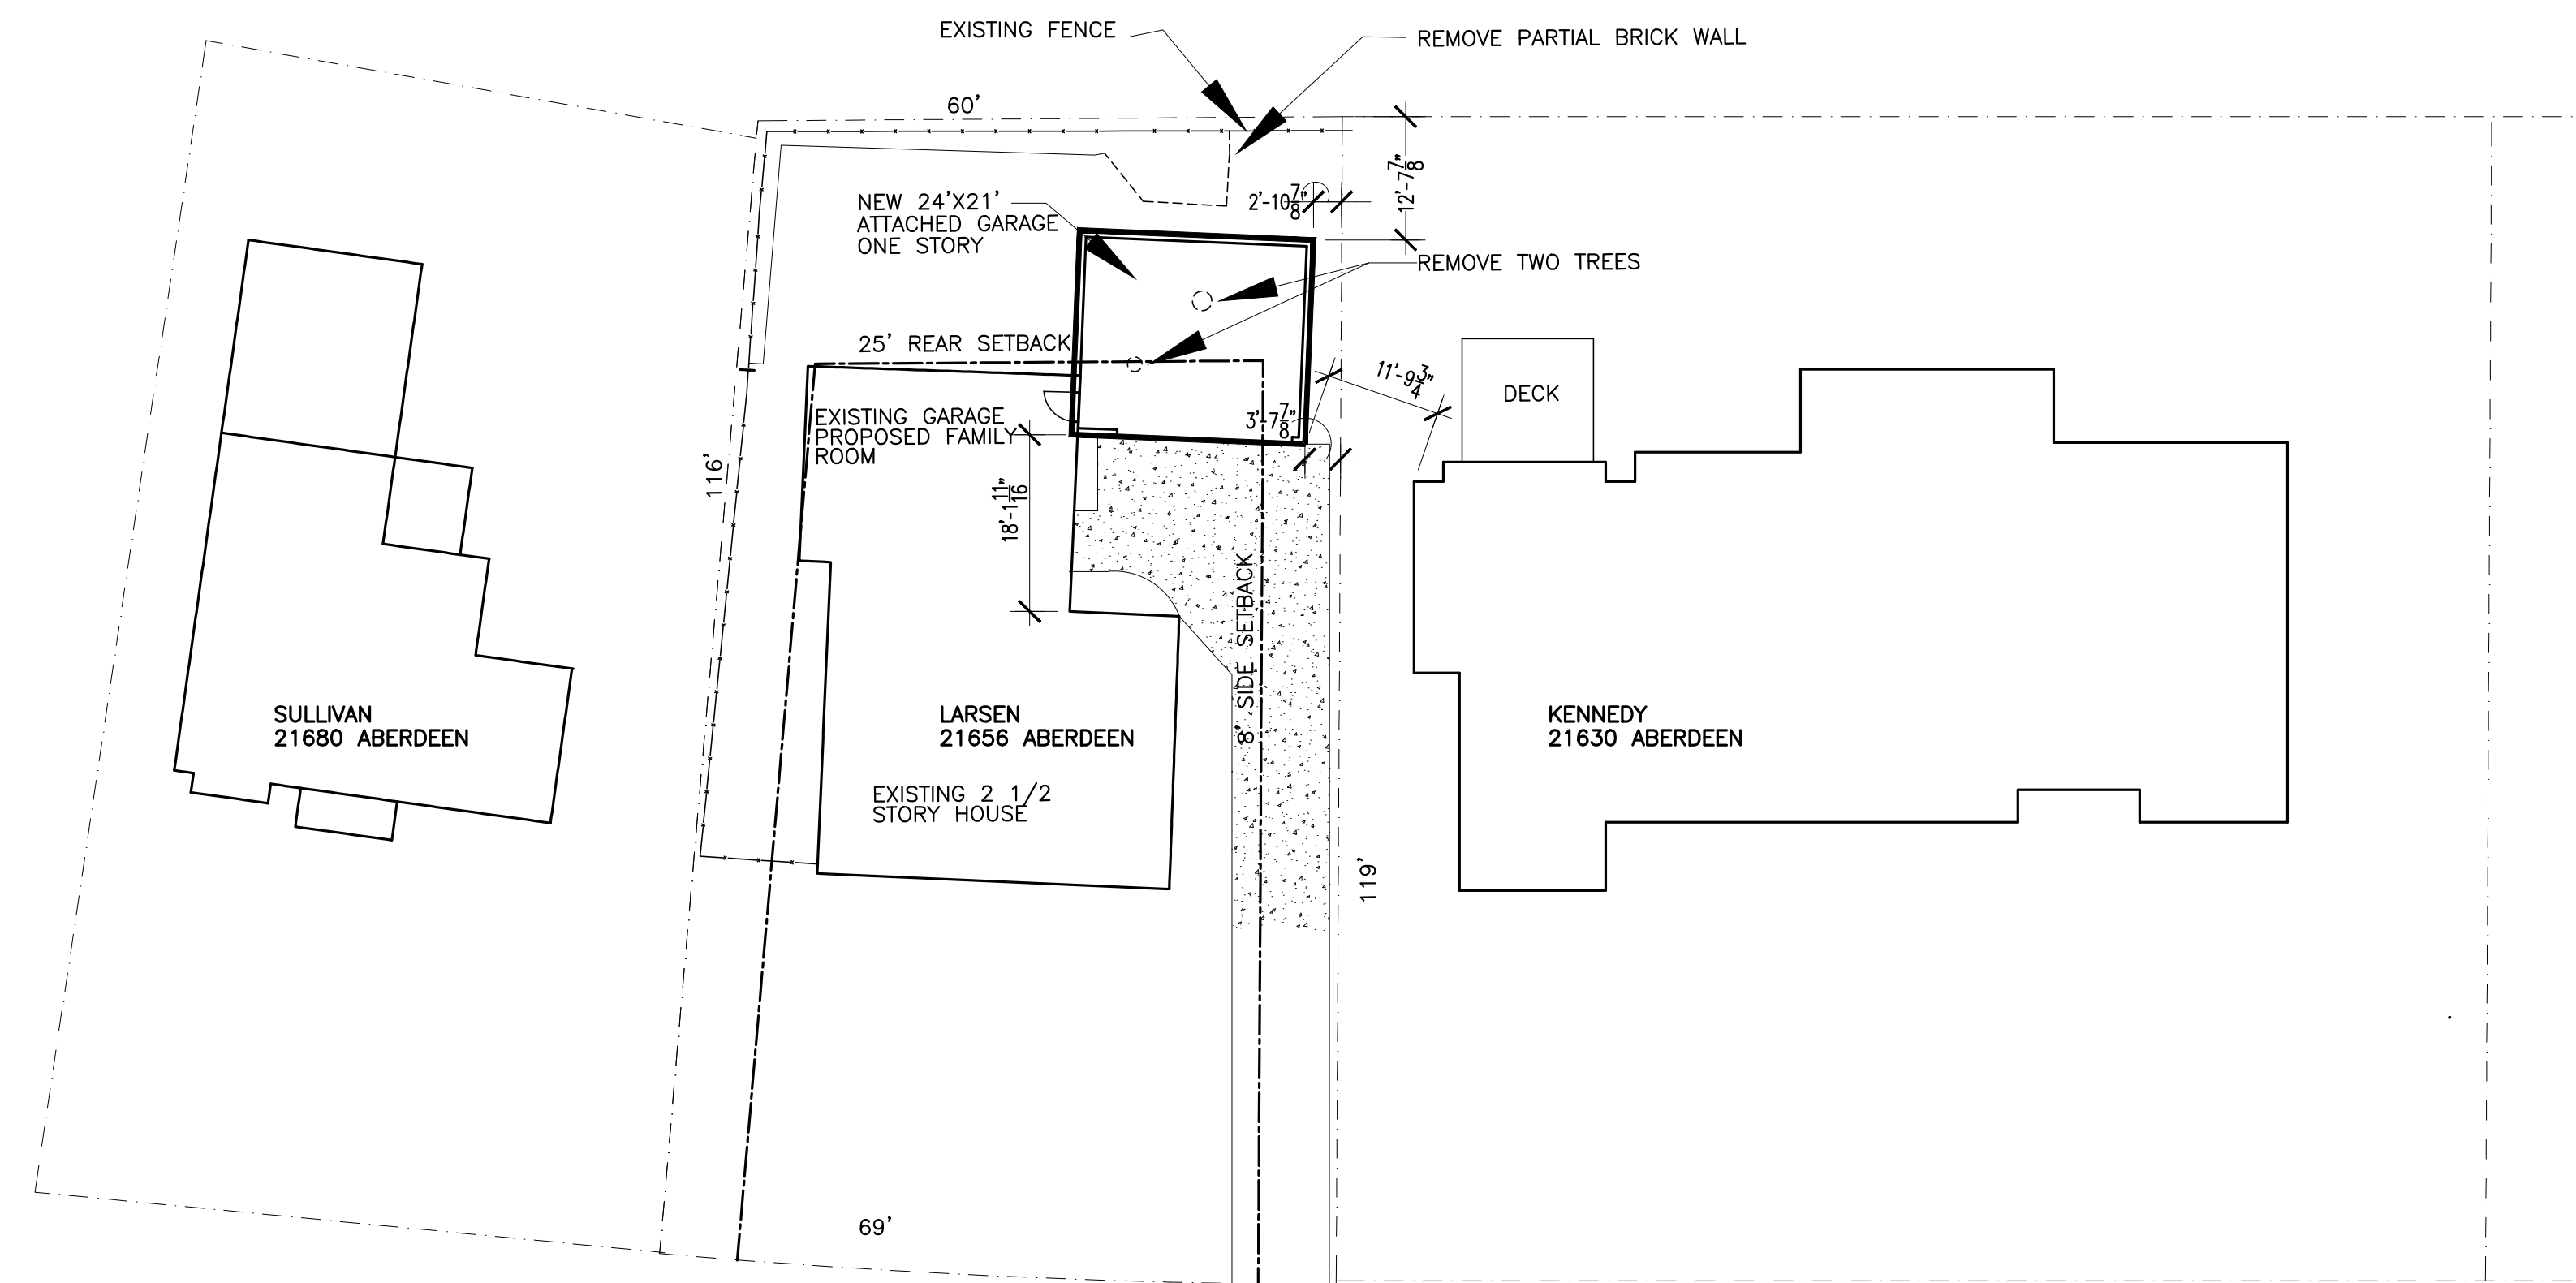 EXISTING FENCE
REMOVE PARTIAL BRICK WALL
60'
12'-7 7/8"
2'-10 7/8"
NEW 24'X21'
ATTACHED GARAGE
ONE STORY
REMOVE TWO TREES
25' REAR SETBACK
11'-9 3/4"
DECK
EXISTING GARAGE
PROPOSED FAMILY
ROOM
3'-7 7/8"
116'
18'-1 11/16"
8' SIDE SETBACK
SULLIVAN
21680 ABERDEEN
LARSEN
21656 ABERDEEN
KENNEDY
21630 ABERDEEN
EXISTING 2 1/2
STORY HOUSE
119'
69'